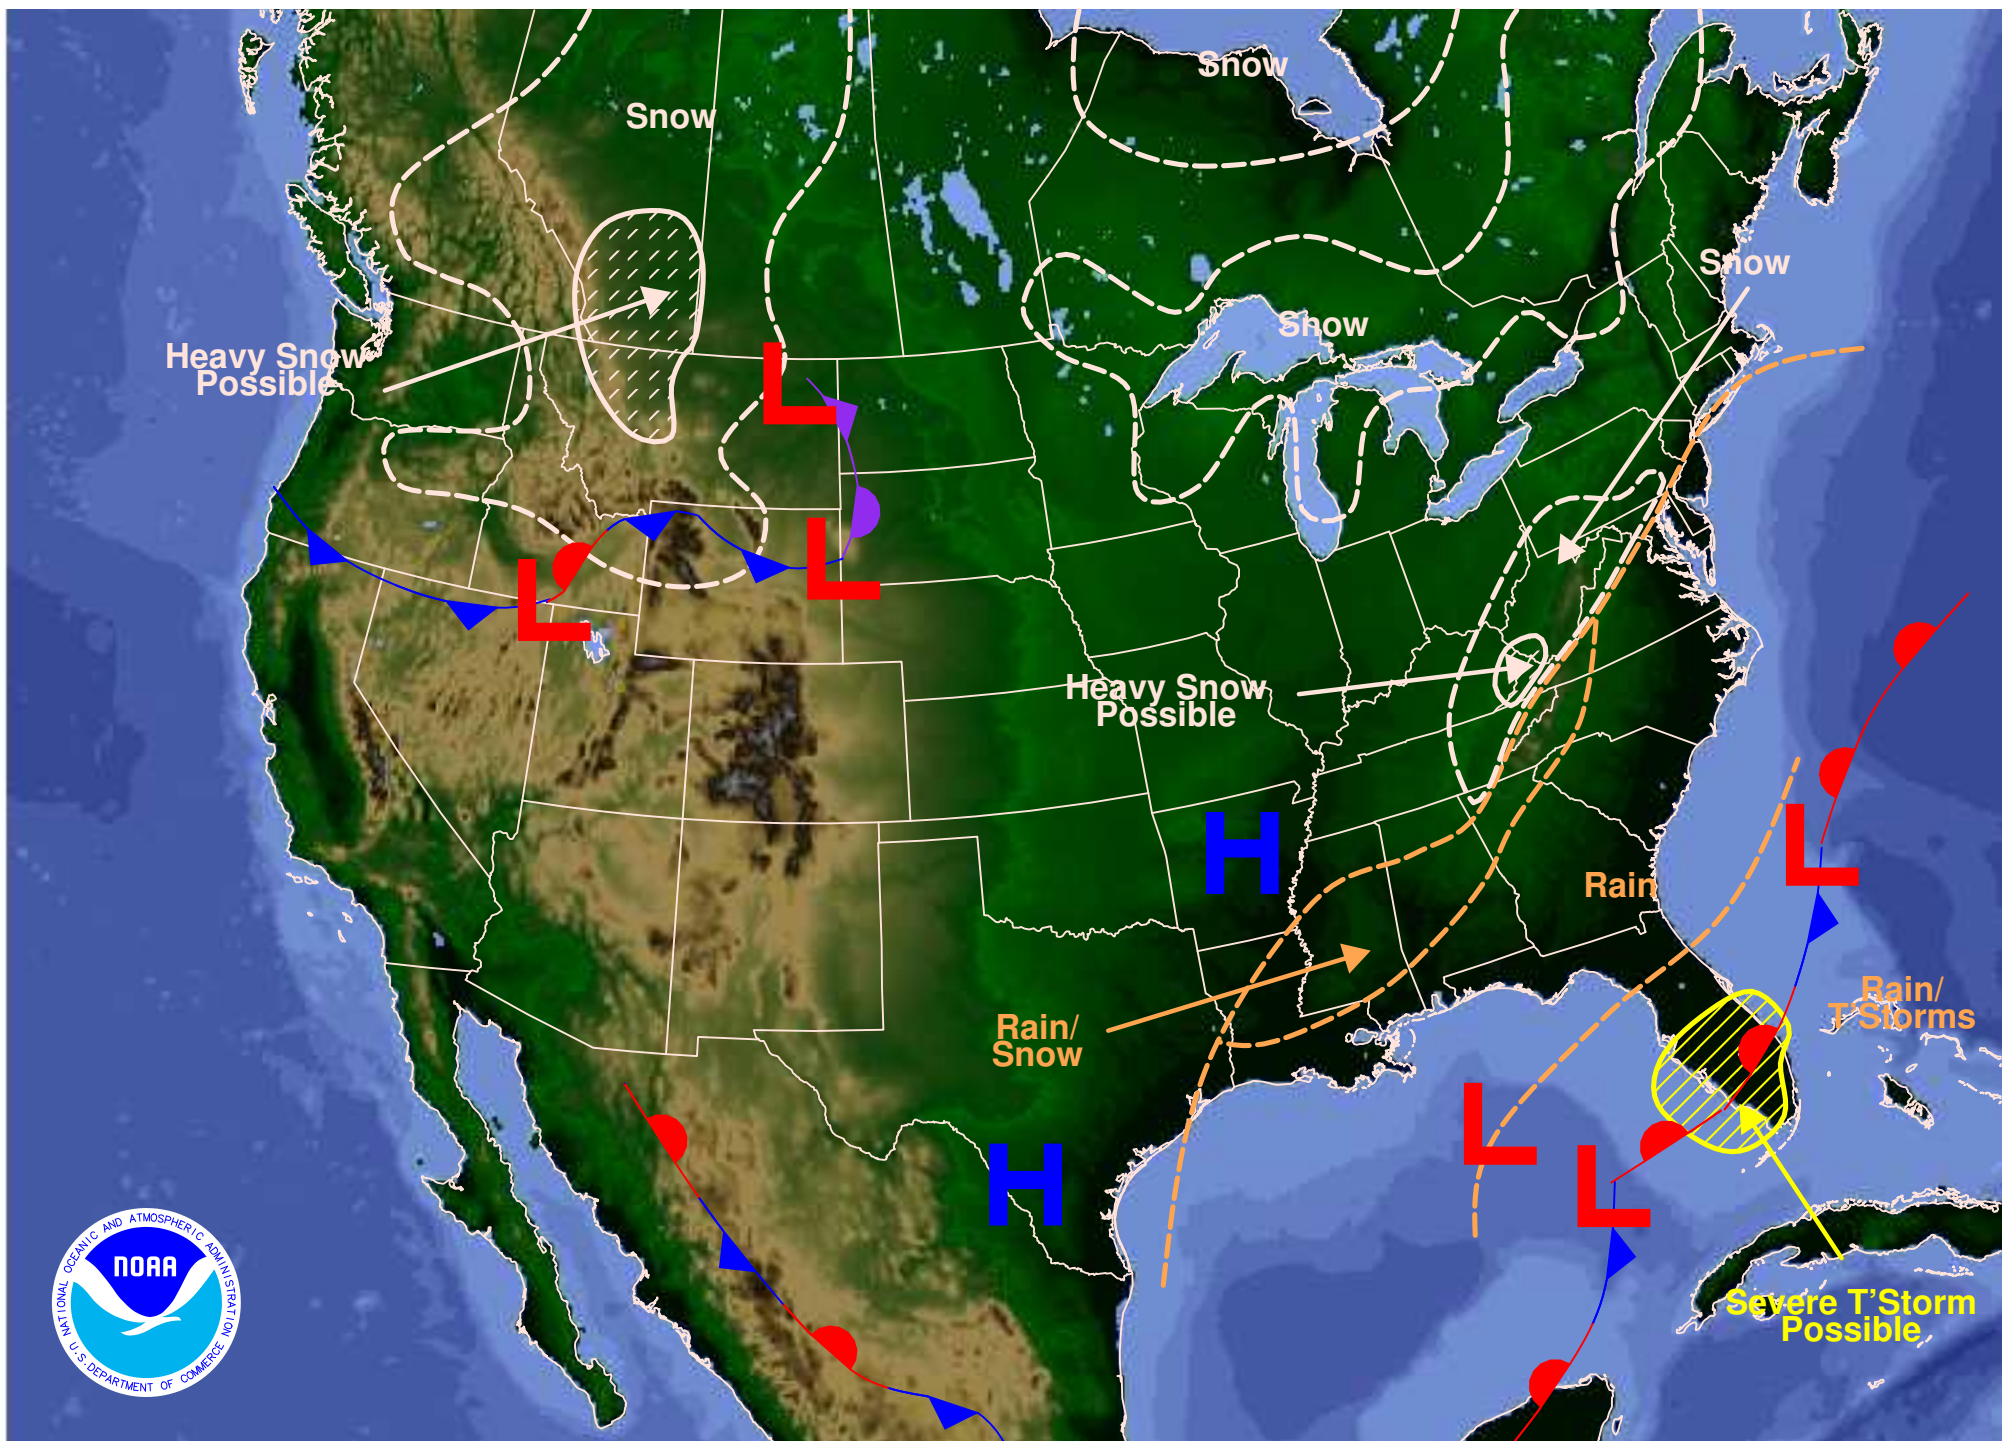 Snow
Snow
Snow
Snow
Heavy Snow
Possible
L
L
L
Heavy Snow
Possible
H
L
Rain
Rain/
T'Storms
Rain/
Snow
L
L
H
Severe T'Storm
Possible
NATIONAL OCEANIC AND ATMOSPHERIC ADMINISTRATION
NOAA
U.S. DEPARTMENT OF COMMERCE